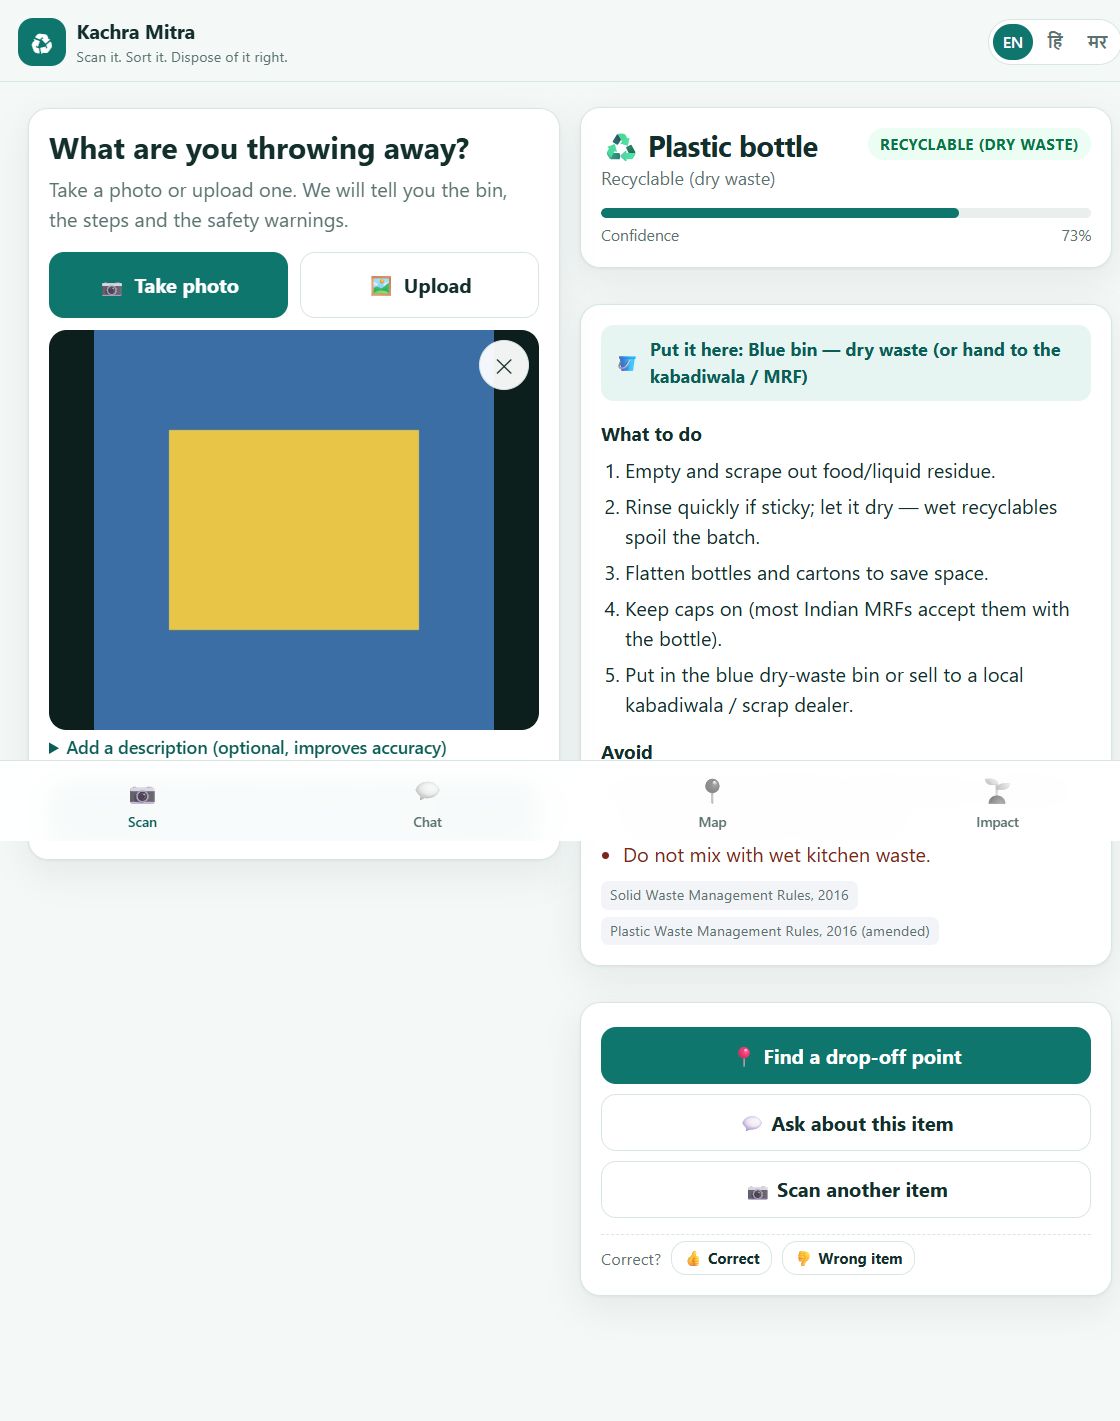 Kachra Mitra
Scan it. Sort it. Dispose of it right.
EN हिं मर
What are you throwing away?
Take a photo or upload one. We will tell you the bin,
the steps and the safety warnings.
Take photo
Upload
Add a description (optional, improves accuracy)
Plastic bottle
RECYCLABLE (DRY WASTE)
Recyclable (dry waste)
Confidence
73%
Put it here: Blue bin — dry waste (or hand to the
kabadiwala / MRF)
What to do
1. Empty and scrape out food/liquid residue.
2. Rinse quickly if sticky; let it dry — wet recyclables
spoil the batch.
3. Flatten bottles and cartons to save space.
4. Keep caps on (most Indian MRFs accept them with
the bottle).
5. Put in the blue dry-waste bin or sell to a local
kabadiwala / scrap dealer.
Avoid
Scan
Chat
Map
Impact
• Do not mix with wet kitchen waste.
Solid Waste Management Rules, 2016
Plastic Waste Management Rules, 2016 (amended)
Find a drop-off point
Ask about this item
Scan another item
Correct?
Correct
Wrong item